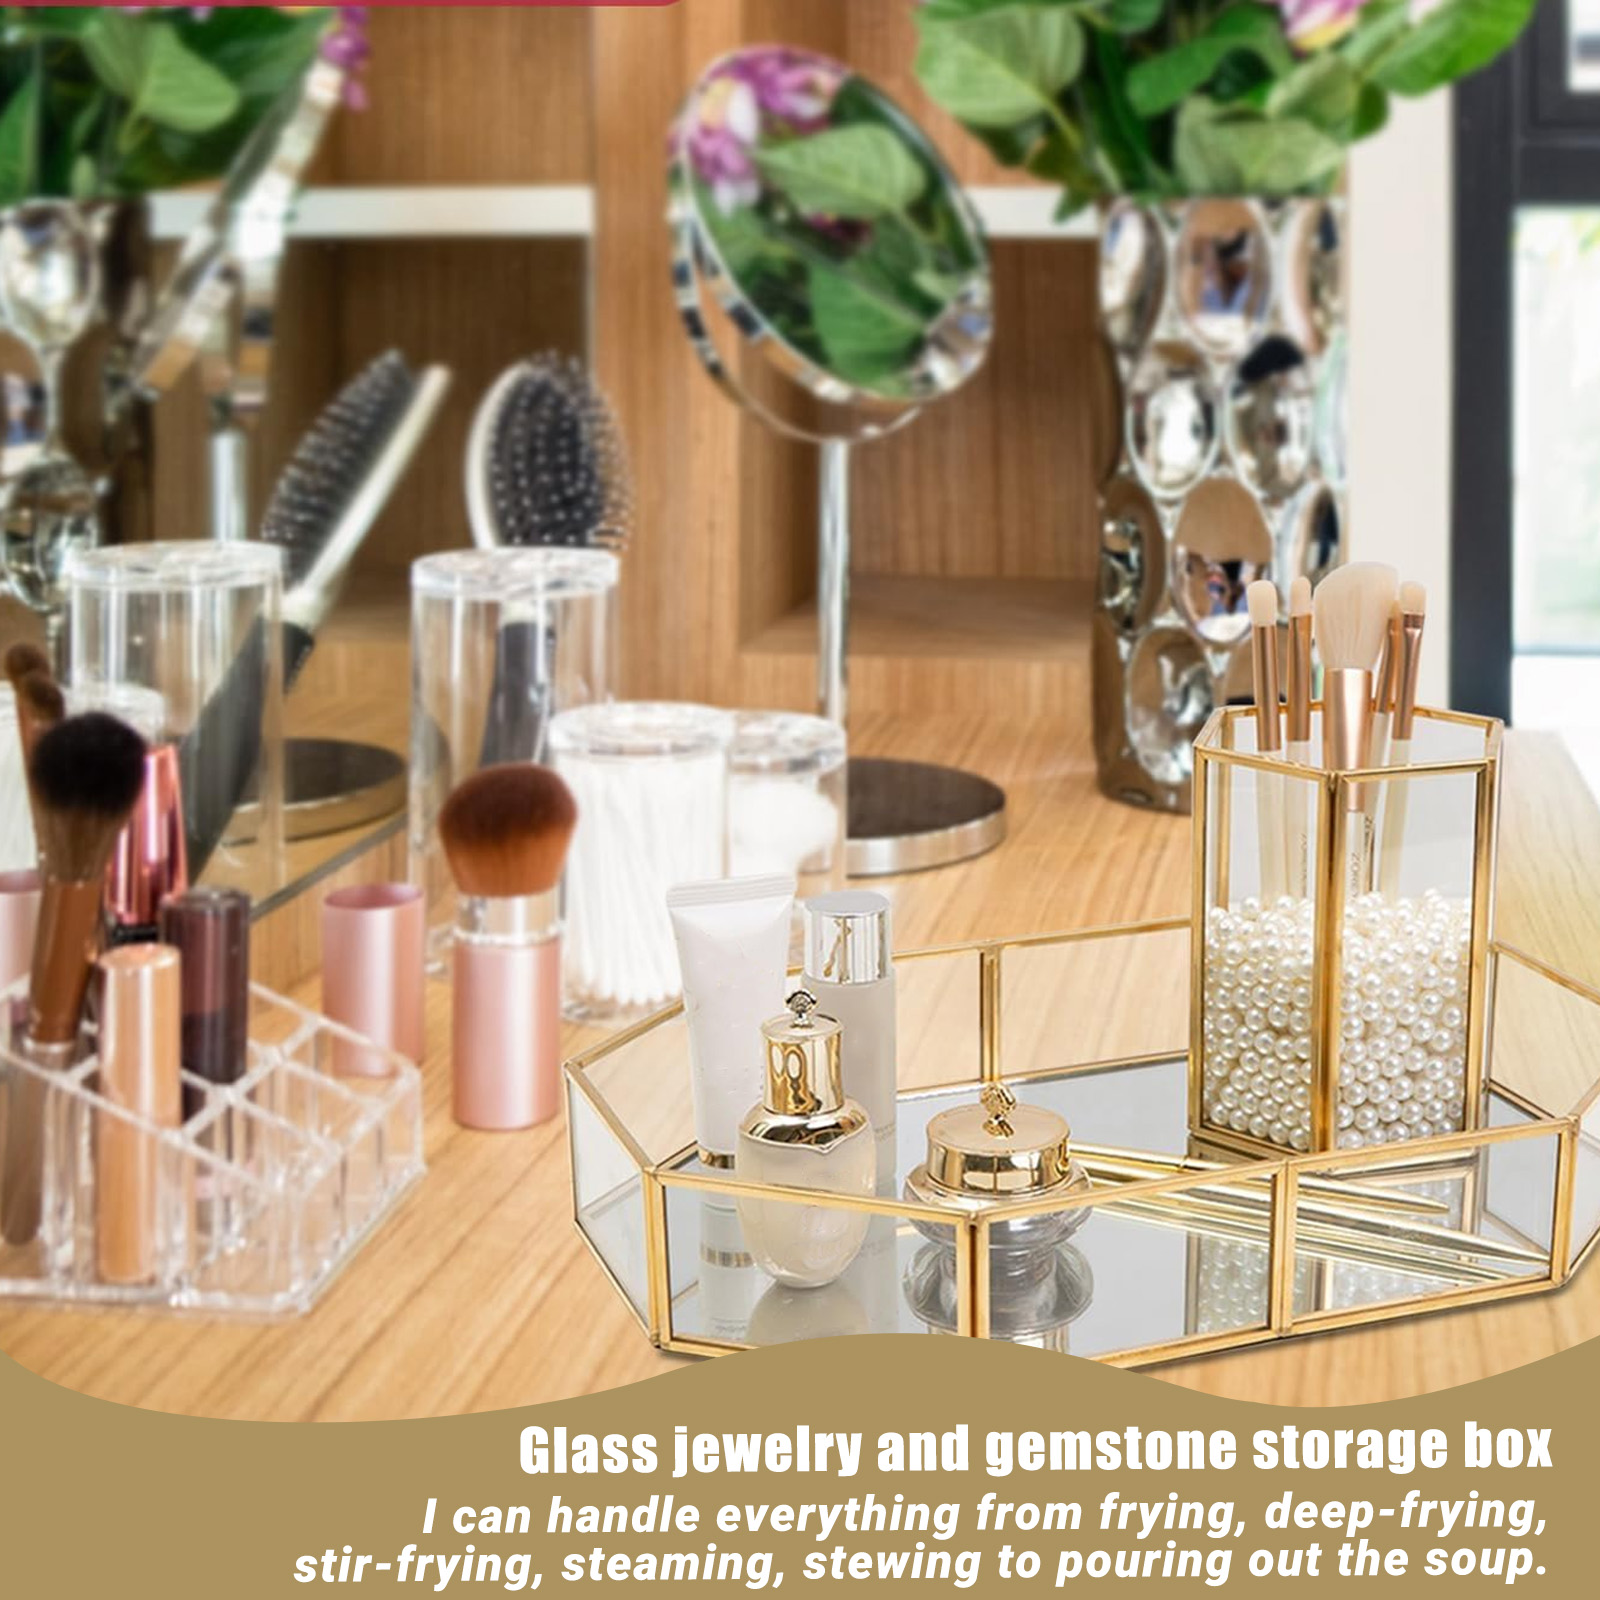 Glass jewelry and gemstone storage box
I can handle everything from frying, deep-frying,
stir-frying, steaming, stewing to pouring out the soup.